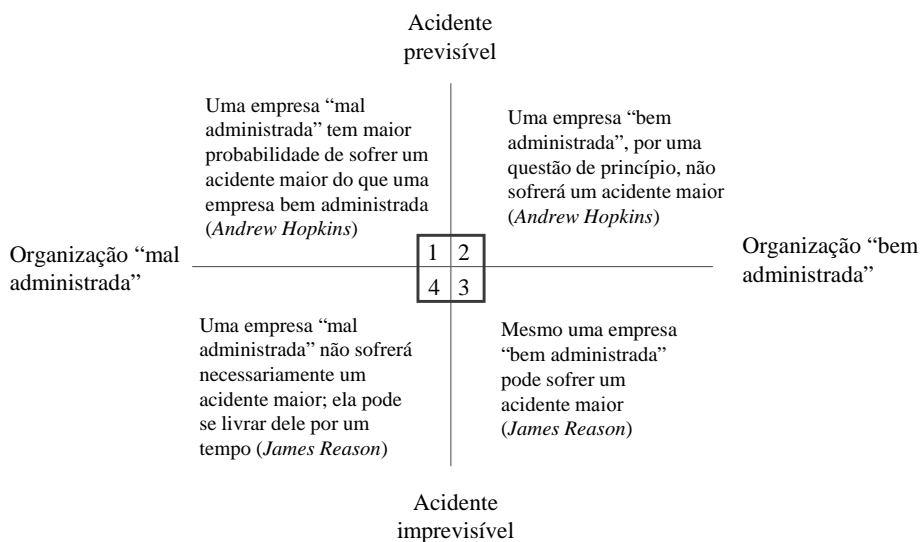 Acidente
previsível
Uma empresa “mal
administrada” tem maior
probabilidade de sofrer um
acidente maior do que uma
empresa bem administrada
(Andrew Hopkins)
Uma empresa “bem
administrada”, por uma
questão de princípio, não
sofrerá um acidente maior
(Andrew Hopkins)
Organização “mal
administrada”
1 2
4 3
Organização “bem
administrada”
Uma empresa “mal
administrada” não sofrerá
necessariamente um
acidente maior; ela pode
se livrar dele por um
tempo (James Reason)
Mesmo uma empresa
“bem administrada”
pode sofrer um
acidente maior
(James Reason)
Acidente
imprevisível